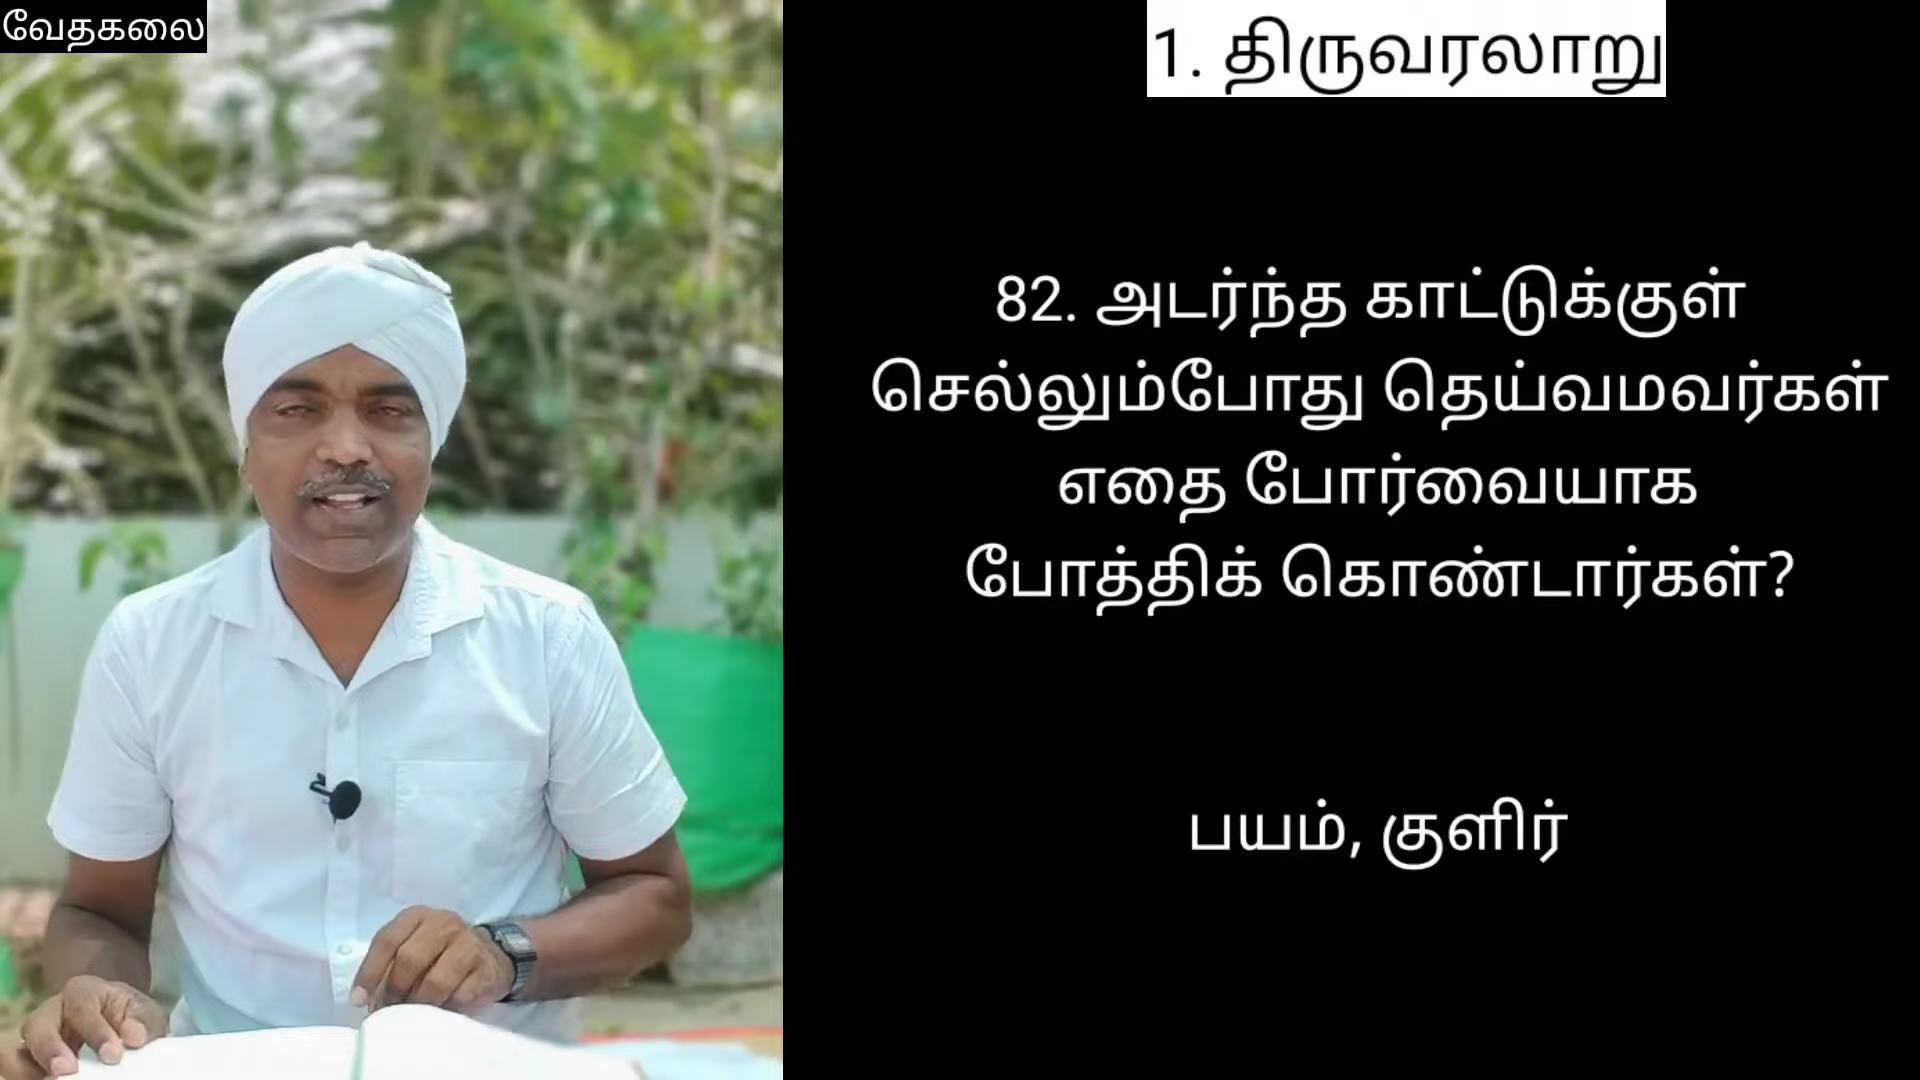 வேதகலை
1. திருவரலாறு
82. அடர்ந்த காட்டுக்குள்
செல்லும்போது தெய்வமவர்கள்
எதை போர்வையாக
போத்திக் கொண்டார்கள்?
பயம், குளிர்